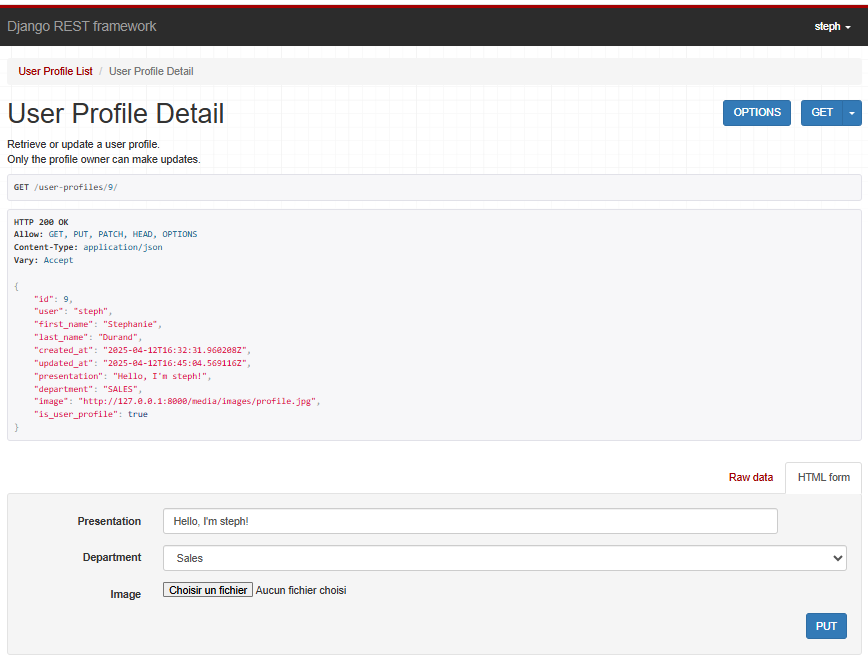 Django REST framework
steph
User Profile List / User Profile Detail
User Profile Detail
OPTIONS
GET
Retrieve or update a user profile.
Only the profile owner can make updates.
GET /user-profiles/9/
HTTP 200 OK
Allow: GET, PUT, PATCH, HEAD, OPTIONS
Content-Type: application/json
Vary: Accept
{
"id": 9,
"user": "steph",
"first_name": "Stephanie",
"last_name": "Durand",
"created_at": "2025-04-12T16:32:31.960208Z",
"updated_at": "2025-04-12T16:45:04.569116Z",
"presentation": "Hello, I'm steph!",
"department": "SALES",
"image": "http://127.0.0.1:8000/media/images/profile.jpg",
"is_user_profile": true
}
Raw data
HTML form
Presentation
Hello, I'm steph!
Department
Sales
Image
Choisir un fichier Aucun fichier choisi
PUT